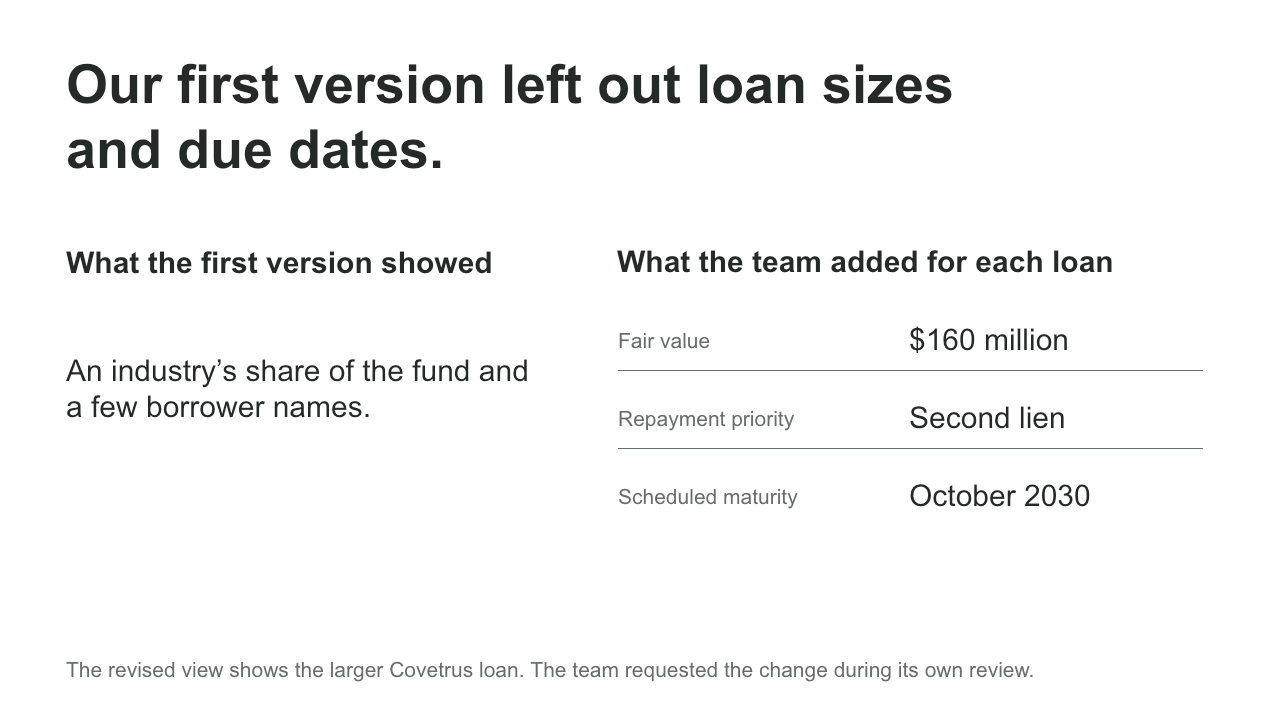 Our first version left out loan sizes
and due dates.
What the first version showed
An industry’s share of the fund and
a few borrower names.
What the team added for each loan
Fair value $160 million
Repayment priority Second lien
Scheduled maturity October 2030
The revised view shows the larger Covetrus loan. The team requested the change during its own review.